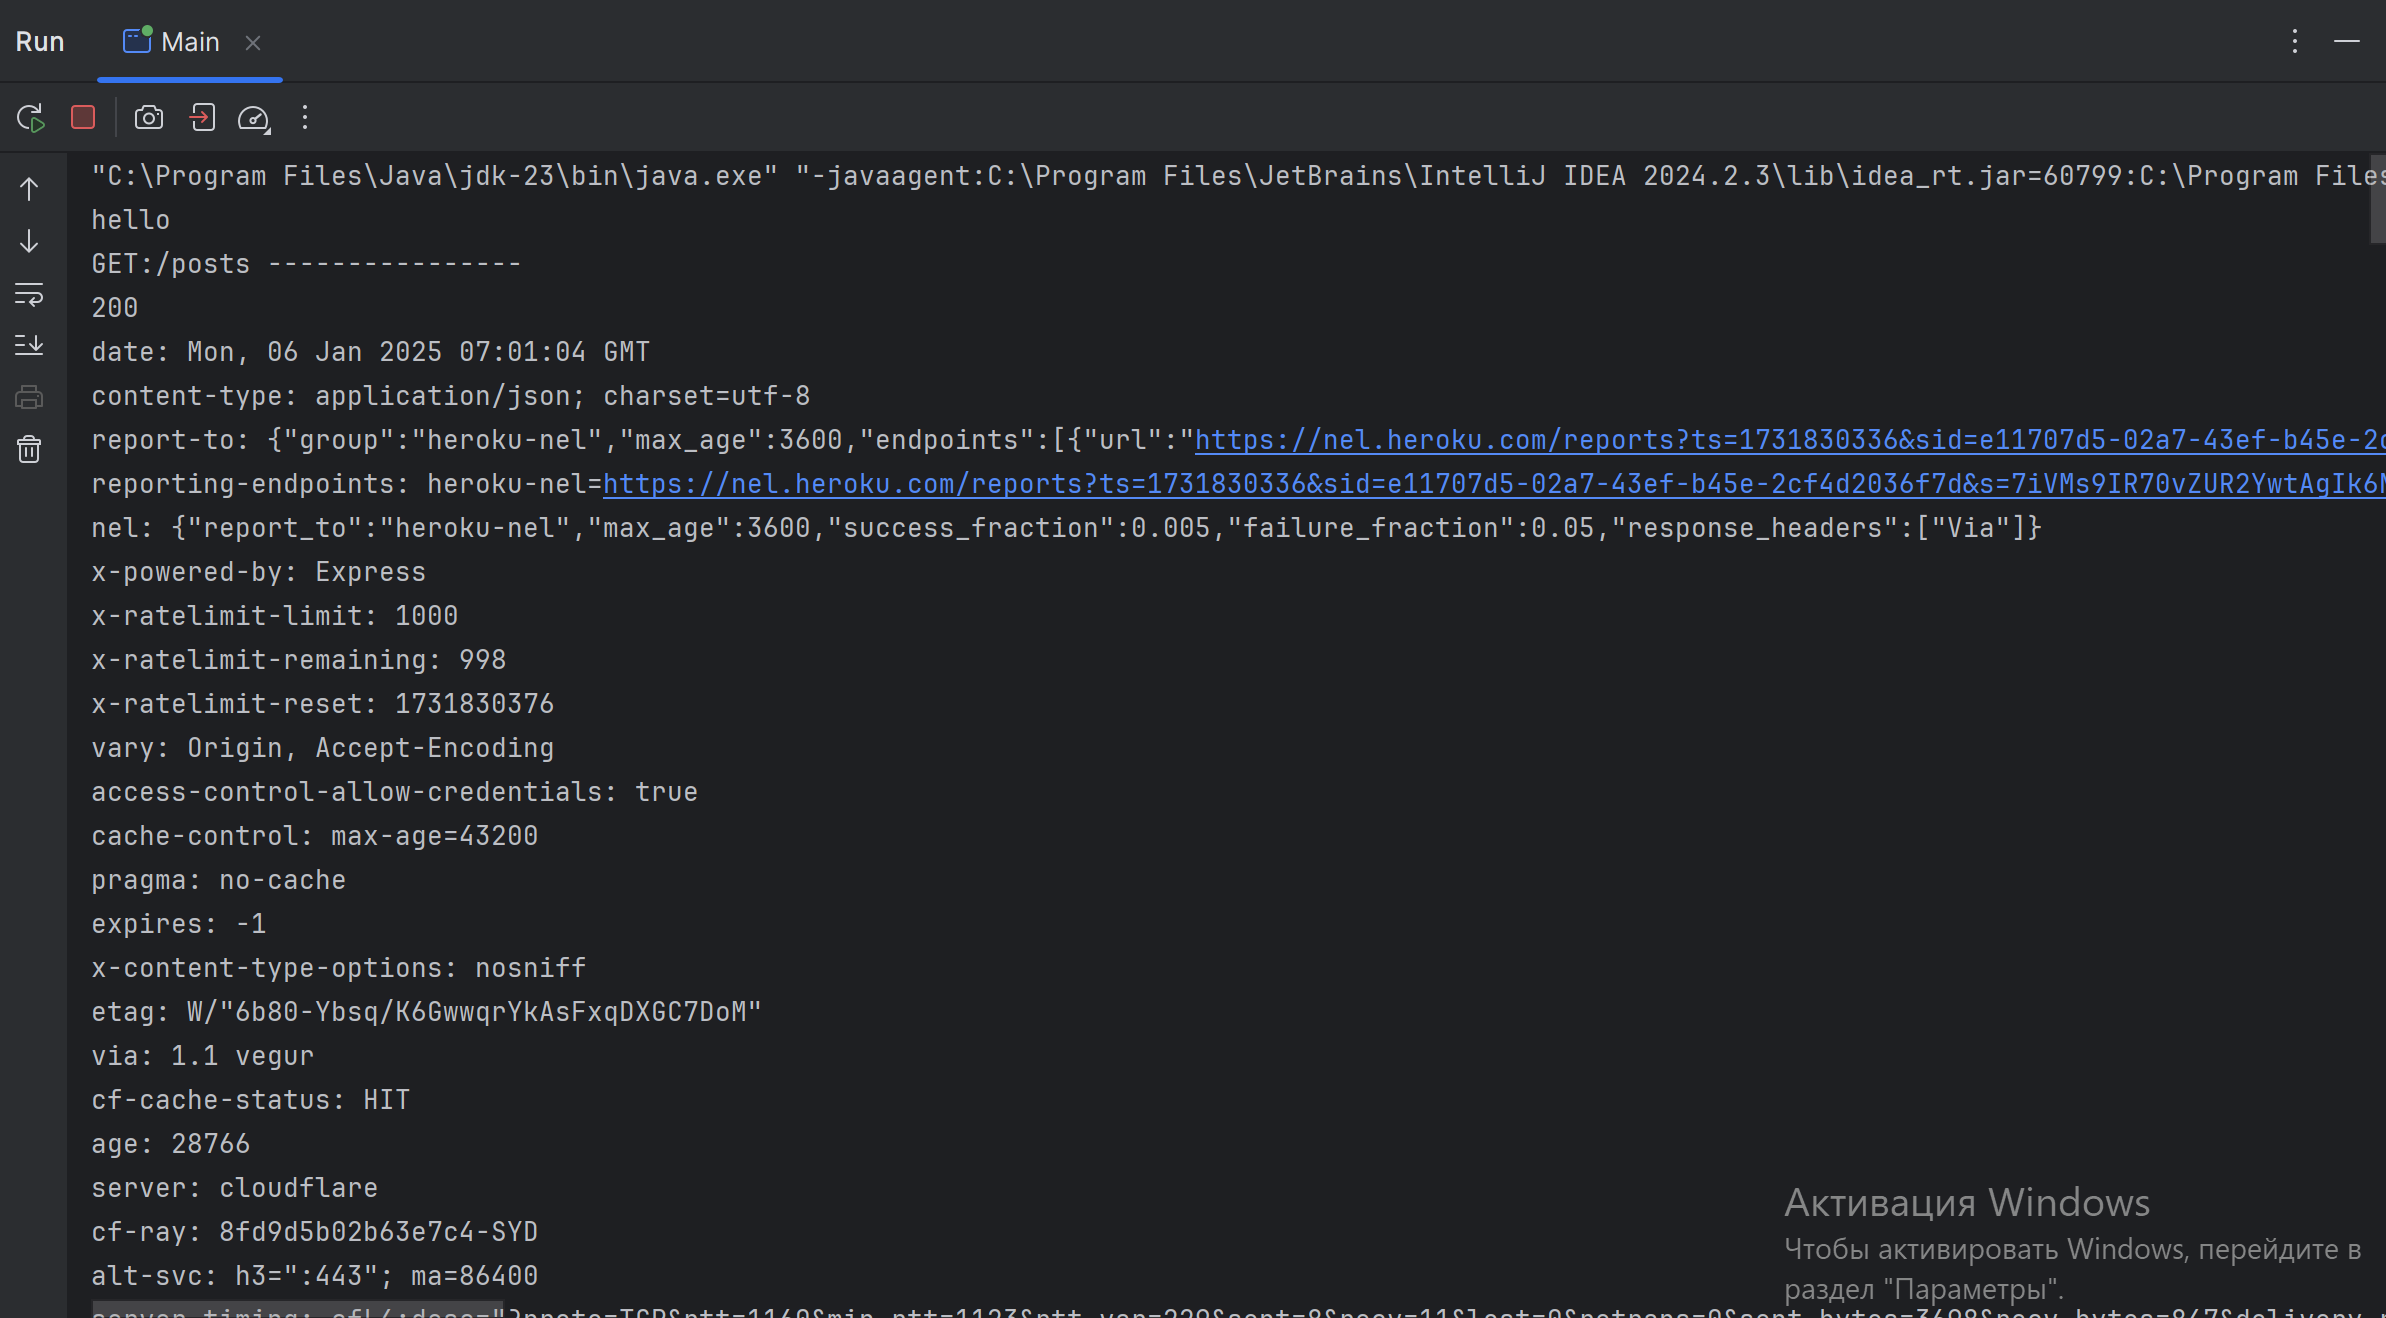 Run Main
"C:\Program Files\Java\jdk-23\bin\java.exe" "-javaagent:C:\Program Files\JetBrains\IntelliJ IDEA 2024.2.3\lib\idea_rt.jar=60799:C:\Program Files
hello
GET:/posts ----------------
200
date: Mon, 06 Jan 2025 07:01:04 GMT
content-type: application/json; charset=utf-8
report-to: {"group":"heroku-nel","max_age":3600,"endpoints":[{"url":"https://nel.heroku.com/reports?ts=1731830336&sid=e11707d5-02a7-43ef-b45e-2c
reporting-endpoints: heroku-nel=https://nel.heroku.com/reports?ts=1731830336&sid=e11707d5-02a7-43ef-b45e-2cf4d2036f7d&s=7iVMs9IR70vZUR2YwtAgIk6
nel: {"report_to":"heroku-nel","max_age":3600,"success_fraction":0.005,"failure_fraction":0.05,"response_headers":["Via"]}
x-powered-by: Express
x-ratelimit-limit: 1000
x-ratelimit-remaining: 998
x-ratelimit-reset: 1731830376
vary: Origin, Accept-Encoding
access-control-allow-credentials: true
cache-control: max-age=43200
pragma: no-cache
expires: -1
x-content-type-options: nosniff
etag: W/"6b80-Ybsq/K6GwwqrYkAsFxqDXGC7DoM"
via: 1.1 vegur
cf-cache-status: HIT
age: 28766
server: cloudflare
cf-ray: 8fd9d5b02b63e7c4-SYD
alt-svc: h3=":443"; ma=86400
Активация Windows
Чтобы активировать Windows, перейдите в
раздел "Параметры".